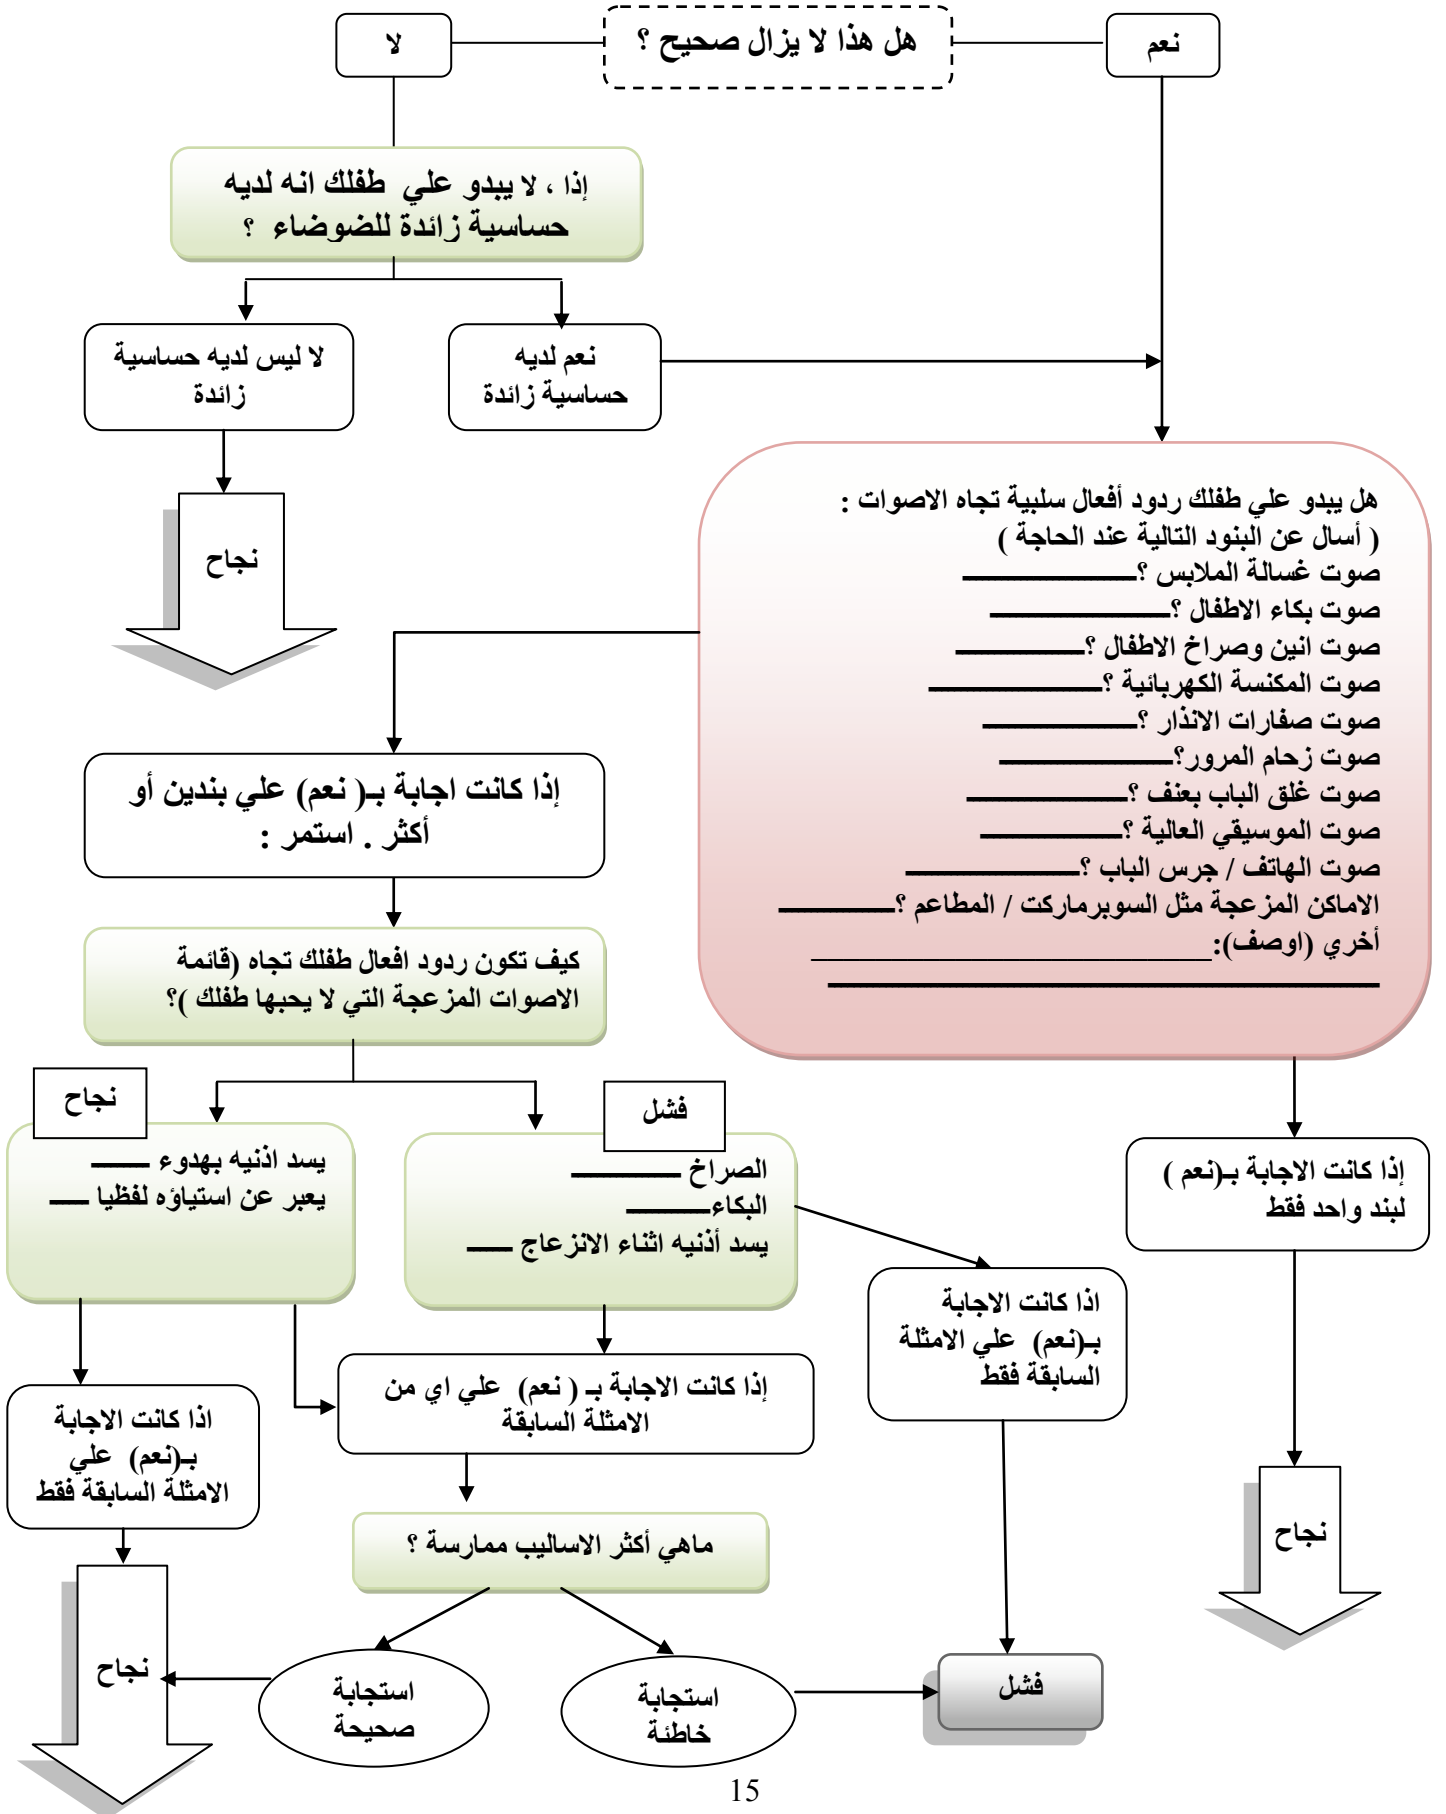 هل هذا لا يزال صحيح ؟
نعم
لا
إذا ، لا يبدو علي طفلك انه لديه
حساسية زائدة للضوضاء ؟
نعم لديه
حساسية زائدة
لا ليس لديه حساسية
زائدة
نجاح
هل يبدو علي طفلك ردود أفعال سلبية تجاه الاصوات :
( أسال عن البنود التالية عند الحاجة )
صوت غسالة الملابس ؟
صوت بكاء الاطفال ؟
صوت انين وصراخ الاطفال ؟
صوت المكنسة الكهربائية ؟
صوت صفارات الانذار ؟
صوت زحام المرور؟
صوت غلق الباب بعنف ؟
صوت الموسيقي العالية ؟
صوت الهاتف / جرس الباب ؟
الاماكن المزعجة مثل السوبرماركت / المطاعم ؟
أخري (اوصف):
إذا كانت اجابة بـ( نعم) علي بندين أو
أكثر . استمر :
كيف تكون ردود افعال طفلك تجاه (قائمة
الاصوات المزعجة التي لا يحبها طفلك )؟
إذا كانت الاجابة بـ(نعم )
لبند واحد فقط
نجاح
فشل
الصراخ
البكاء
يسد أذنيه اثناء الانزعاج
نجاح
يسد اذنيه بهدوء
يعبر عن استياؤه لفظيا
اذا كانت الاجابة
بـ(نعم) علي الامثلة
السابقة فقط
إذا كانت الاجابة بـ ( نعم) علي اي من
الامثلة السابقة
اذا كانت الاجابة
بـ(نعم) علي
الامثلة السابقة فقط
ماهي أكثر الاساليب ممارسة ؟
استجابة
خاطئة
استجابة
صحيحة
فشل
نجاح
15